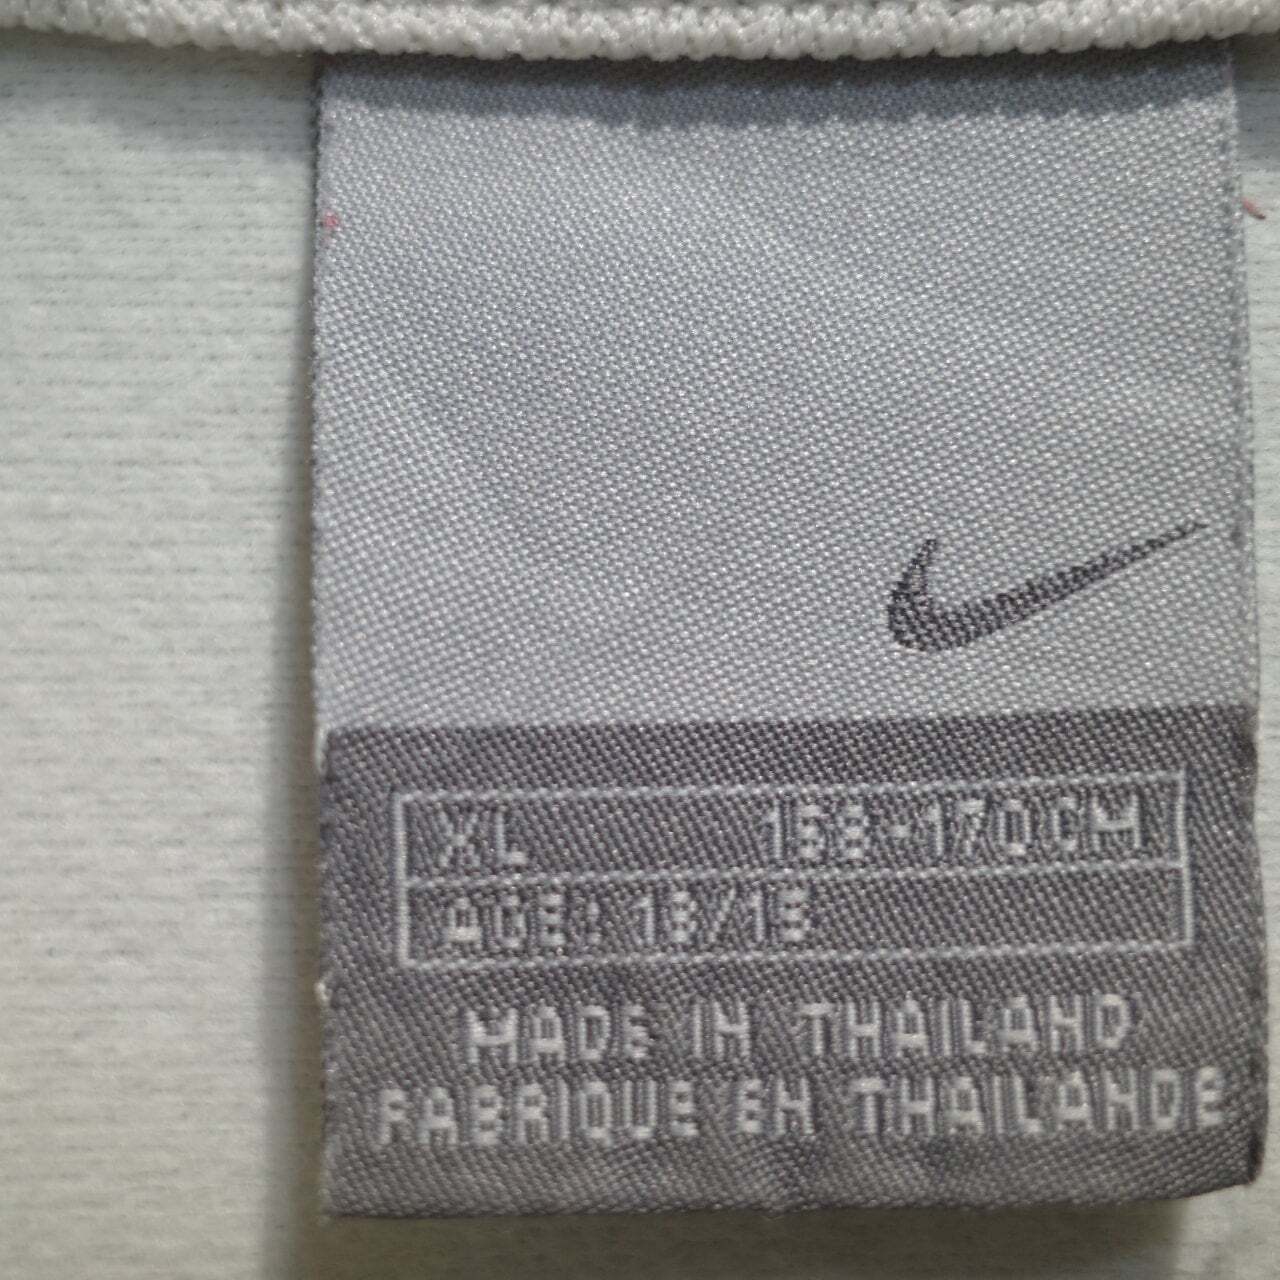 XL 158-170CM
AGE: 13/15
MADE IN THAILAND
FABRIQUE EN THAILANDE